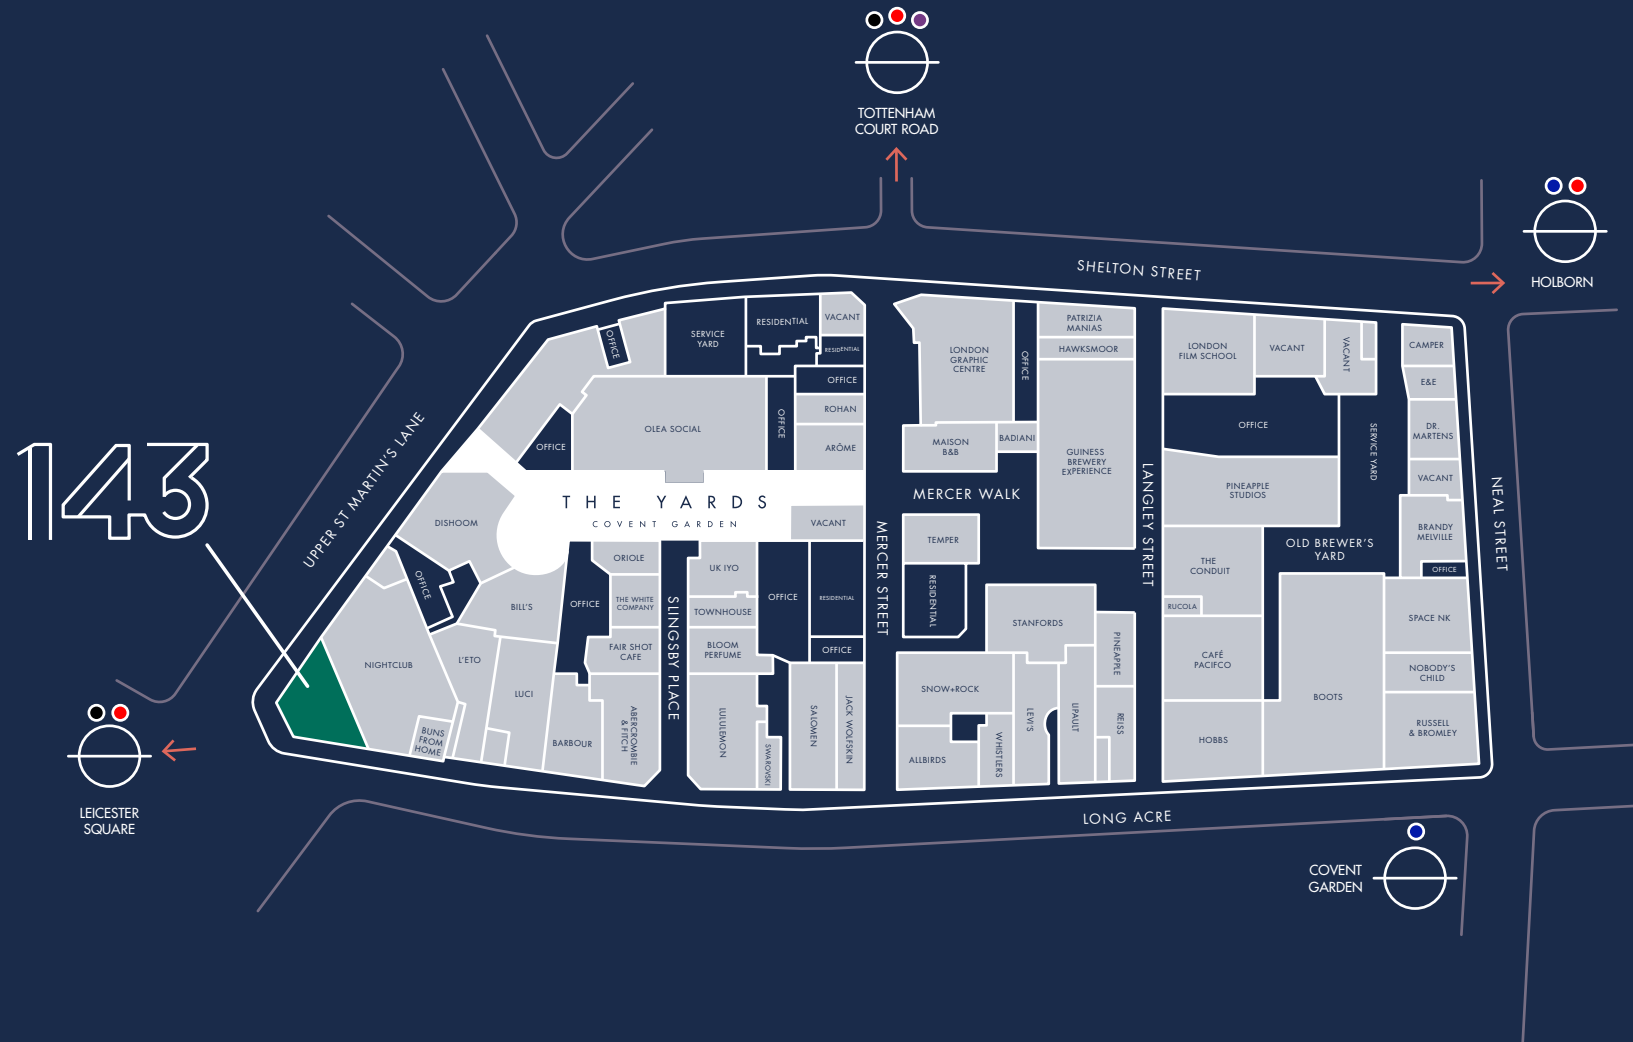 TOTTENHAM
COURT ROAD
HOLBORN
SHELTON STREET
143
UPPER ST MARTIN'S LANE
OFFICE
SERVICE
YARD
RESIDENTIAL
VACANT
RESIDENTIAL
OFFICE
ROHAN
ARÔME
OFFICE
OLEA SOCIAL
OFFICE
THE YARDS
COVENT GARDEN
VACANT
DISHOOM
OFFICE
BILL'S
NIGHTCLUB
L'ETO
LUCI
BUNS
FROM
HOME
BARBOUR
OFFICE
ORIOLE
THE WHITE
COMPANY
FAIR SHOT
CAFE
ABERCROMBIE
& FITCH
SLINGSBY PLACE
UK IYO
TOWNHOUSE
BLOOM
PERFUME
LULULEMON
SWAROVSKI
OFFICE
RESIDENTIAL
OFFICE
SALOMEN
JACK WOLFSKIN
MERCER STREET
LONDON
GRAPHIC
CENTRE
OFFICE
PATRIZIA
MANIAS
HAWKSMOOR
MAISON
B&B
BADIANI
GUINESS
BREWERY
EXPERIENCE
MERCER WALK
TEMPER
RESIDENTIAL
STANFORDS
PINEAPPLE
SNOW+ROCK
ALLBIRDS
WHISTLERS
LEVI'S
LIPAULT
REISS
LANGLEY STREET
LONDON
FILM SCHOOL
VACANT
VACANT
OFFICE
SERVICE YARD
PINEAPPLE
STUDIOS
OLD BREWER'S
YARD
THE
CONDUIT
RUCOLA
CAFÉ
PACIFCO
HOBBS
BOOTS
CAMPER
E&E
DR.
MARTENS
VACANT
BRANDY
MELVILLE
OFFICE
SPACE NK
NOBODY'S
CHILD
RUSSELL
& BROMLEY
NEAL STREET
LONG ACRE
LEICESTER
SQUARE
COVENT
GARDEN